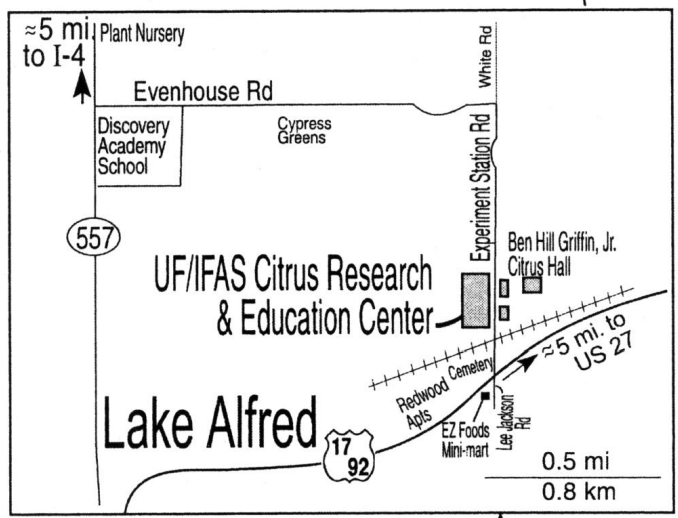 ≈5 mi.
to I-4
Plant Nursery
White Rd
Evenhouse Rd
Discovery
Academy
School
Cypress
Greens
Experiment Station Rd
557
Ben Hill Griffin, Jr.
Citrus Hall
UF/IFAS Citrus Research
& Education Center
≈5 mi. to
US 27
Cemetery
Redwood
Apts
Lake Alfred
17
92
EZ Foods
Mini-mart
Lee Jackson
Rd
0.5 mi
0.8 km